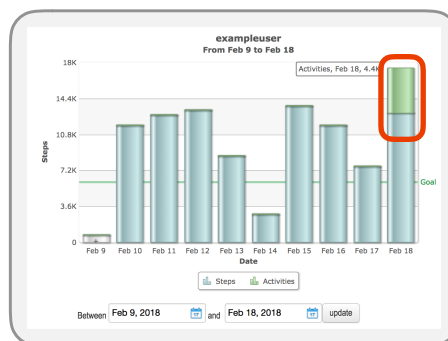 exampleuser
From Feb 9 to Feb 18
18K
Activities, Feb 18, 4.4K
14.4K
10.8K
Steps
7.2K
Goal
3.6K
0
Feb 9 Feb 10 Feb 11 Feb 12 Feb 13 Feb 14 Feb 15 Feb 16 Feb 17 Feb 18
Date
Steps Activities
Between Feb 9, 2018 17 and Feb 18, 2018 17 update